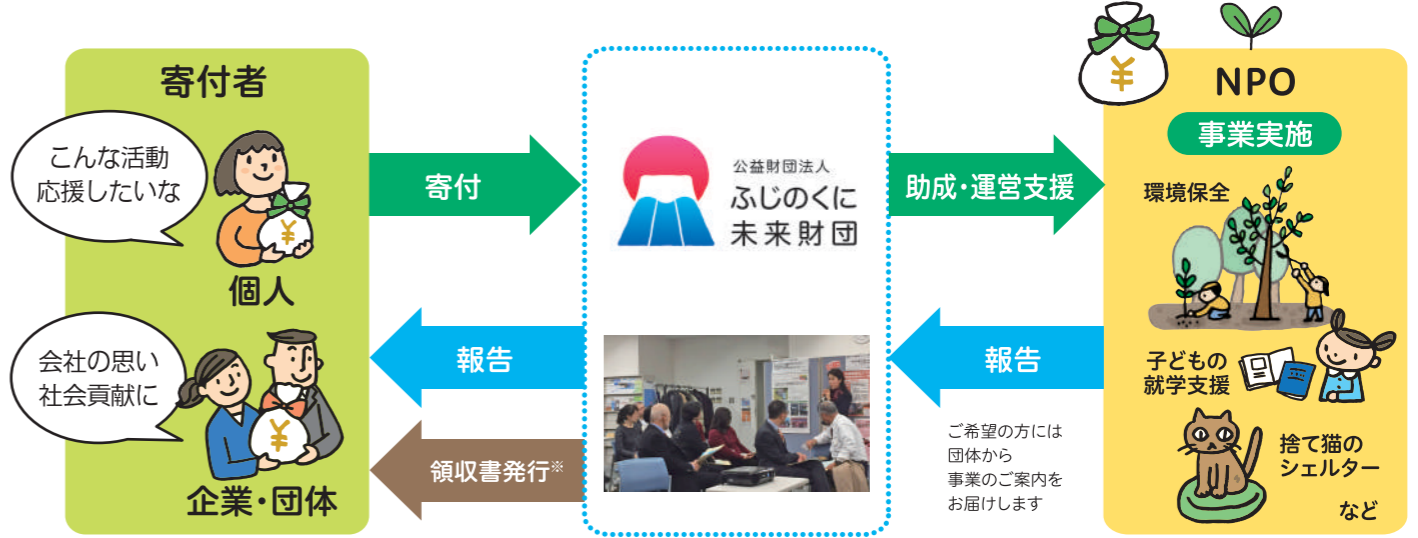 寄付者
こんな活動
応援したいな
¥
個人
会社の思い
社会貢献に
¥
企業・団体
寄付
報告
領収書発行※
公益財団法人
ふじのくに
未来財団
助成・運営支援
報告
ご希望の方には
団体から
事業のご案内を
お届けします
¥
NPO
事業実施
環境保全
子どもの
就学支援
捨て猫の
シェルター
など